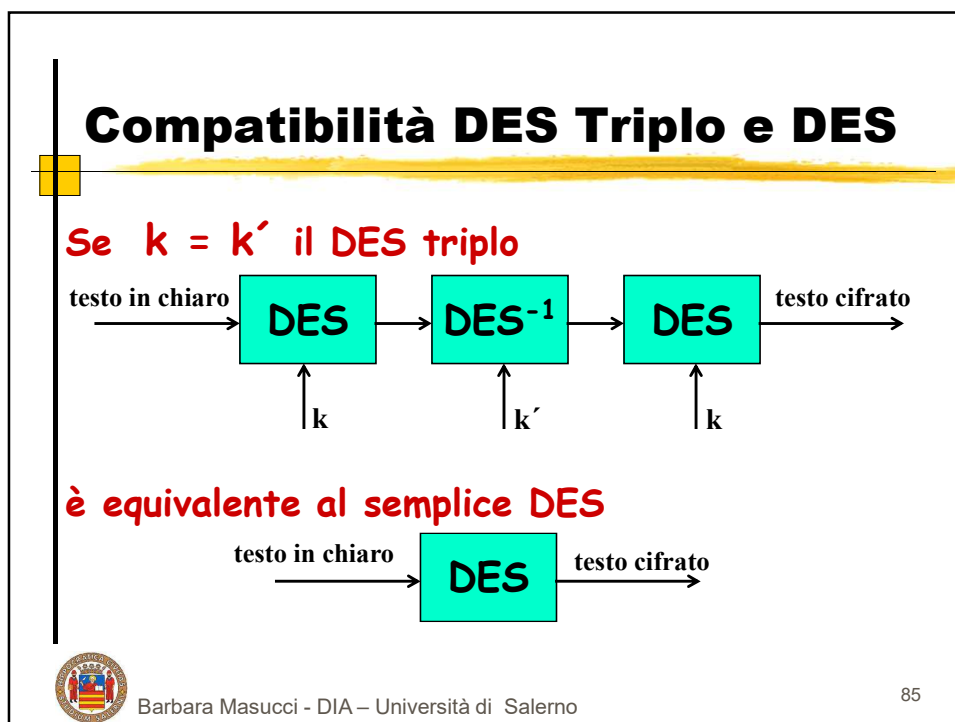 Compatibilità DES Triplo e DES
Se k = k´ il DES triplo
testo in chiaro
DES
DES-1
DES
testo cifrato
k
k´
k
è equivalente al semplice DES
testo in chiaro
DES
testo cifrato
Barbara Masucci - DIA – Università di Salerno
85